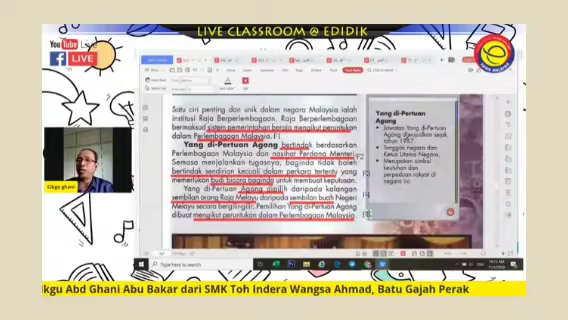 LIVE CLASSROOM @ EDIDIK
YouTube Live
LIVE
Cikgu ghani
Satu ciri penting dan unik dalam negara Malaysia ialah
institusi Raja Berperlembagaan. Raja Berperlembagaan
bermaksud sistem pemerintahan beraja mengikut peruntukan
dalam Perlembagaan Malaysia. F1
Yang di-Pertuan Agong bertindak berdasarkan
Perlembagaan Malaysia dan nasihat Perdana Menteri. F2
Semasa menjalankan tugasnya, baginda tidak boleh
bertindak sendirian kecuali dalam perkara tertentu yang F3
memerlukan budi bicara baginda untuk membuat keputusan.
Yang di-Pertuan Agong dipilih daripada kalangan F4
sembilan orang Raja Melayu daripada sembilan buah Negeri
Melayu secara bergilir-gilir. Pemilihan Yang di-Pertuan Agong
dibuat mengikut peruntukan dalam Perlembagaan Malaysia.
Yang di-Pertuan
Agong
Jawatan Yang di-Pertuan
Agong diwujudkan sejak
tahun 1957.
Tonggak negara dan
Ketua Utama Negara.
Merupakan simbol
keutuhan dan
perpaduan rakyat di
negara ini.
Type here to search
ikgu Abd Ghani Abu Bakar dari SMK Toh Indera Wangsa Ahmad, Batu Gajah Perak